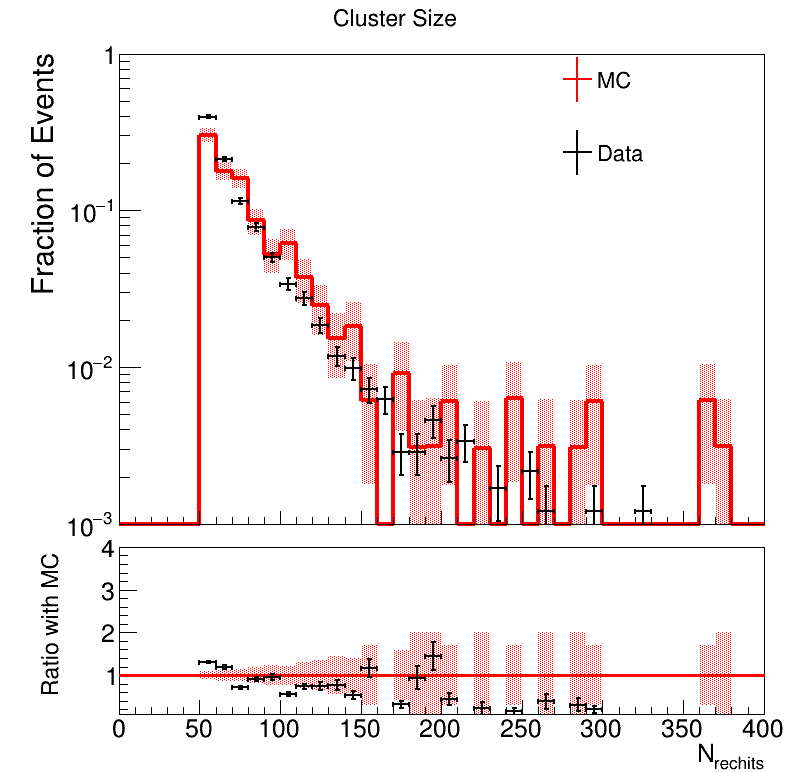 Cluster Size
Fraction of Events
1
10⁻¹
10⁻²
10⁻³
MC
Data
Ratio with MC
4
3
2
1
0 50 100 150 200 250 300 350 400
N_rechits